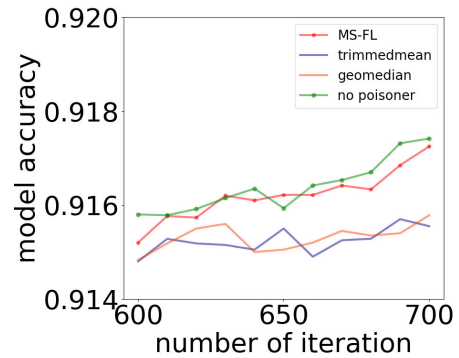 0.920
0.918
0.916
0.914
model accuracy
600
650
700
number of iteration
MS-FL
trimmedmean
geomedian
no poisoner